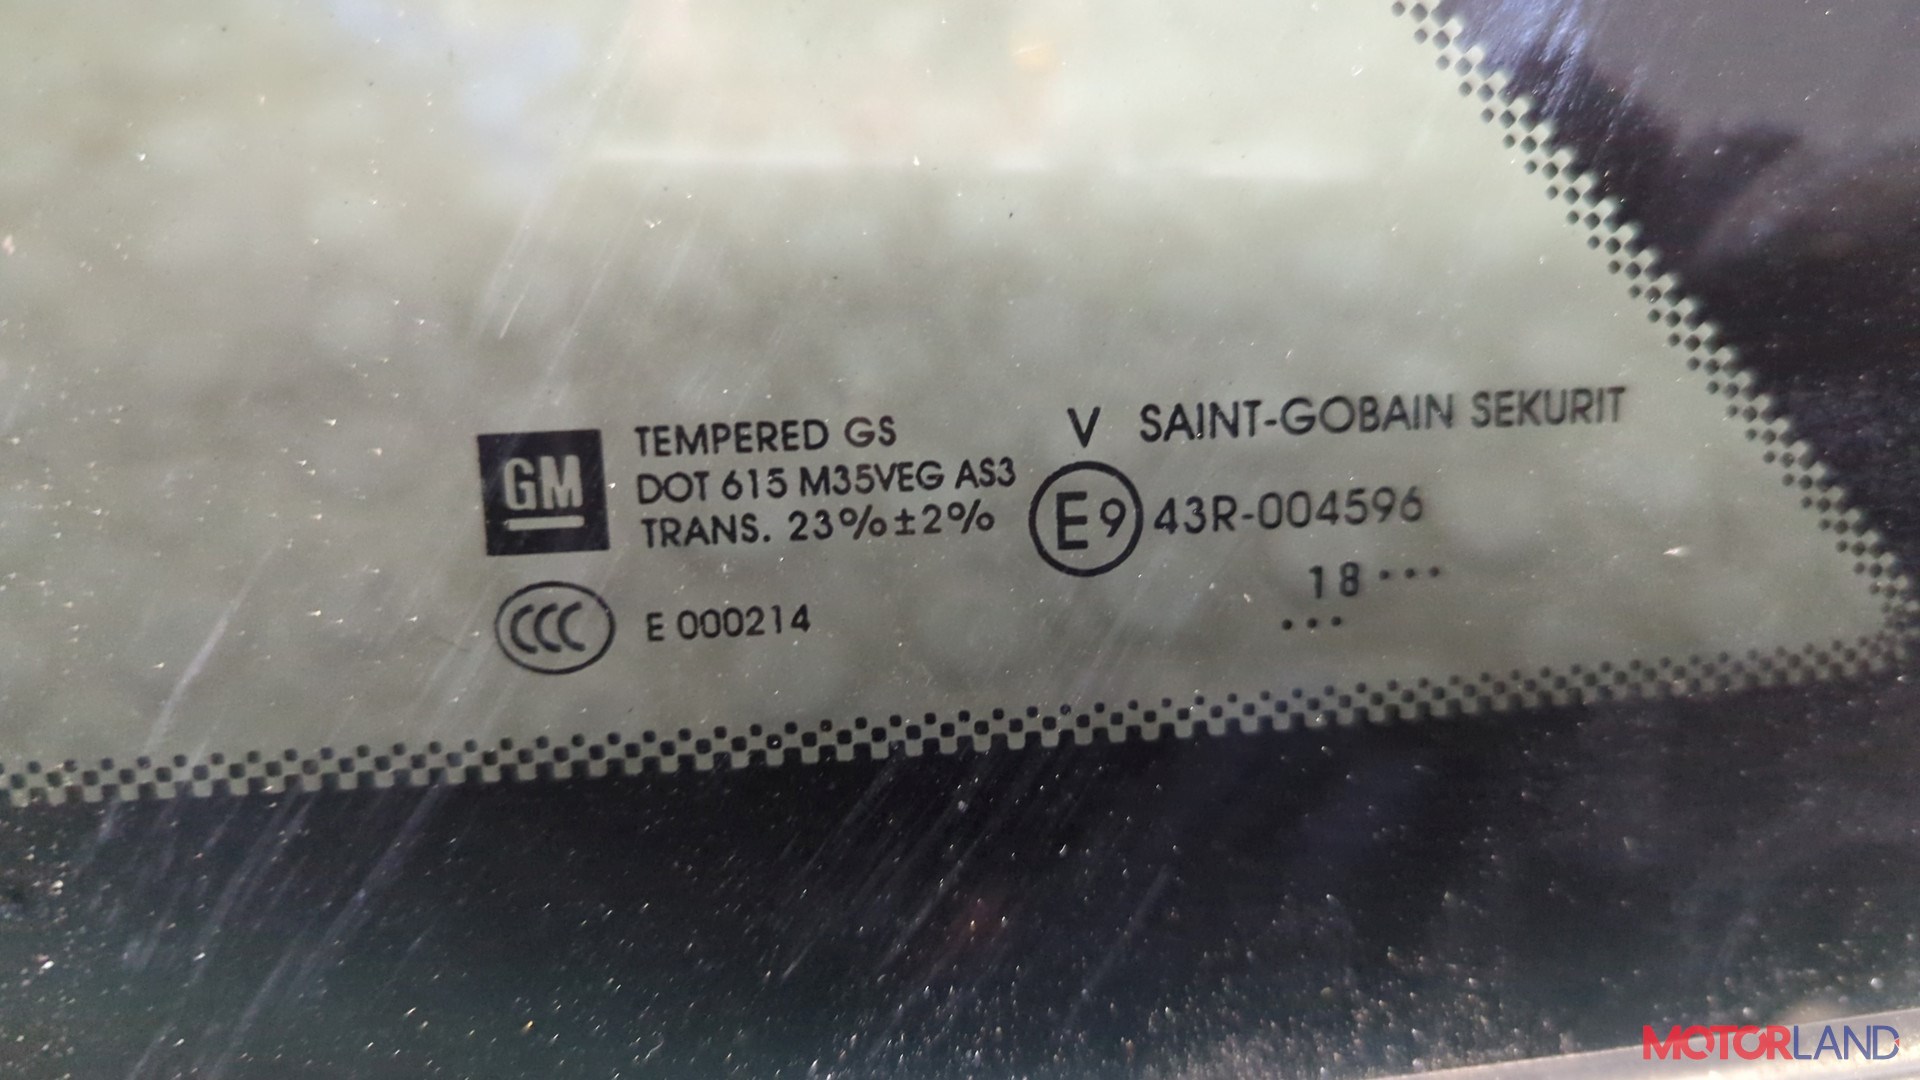 GM
TEMPERED GS
DOT 615 M35VEG AS3
TRANS. 23%±2%
CCC
E 000214
V SAINT-GOBAIN SEKURIT
E9 43R-004596
18•••
•••
MOTORLAND